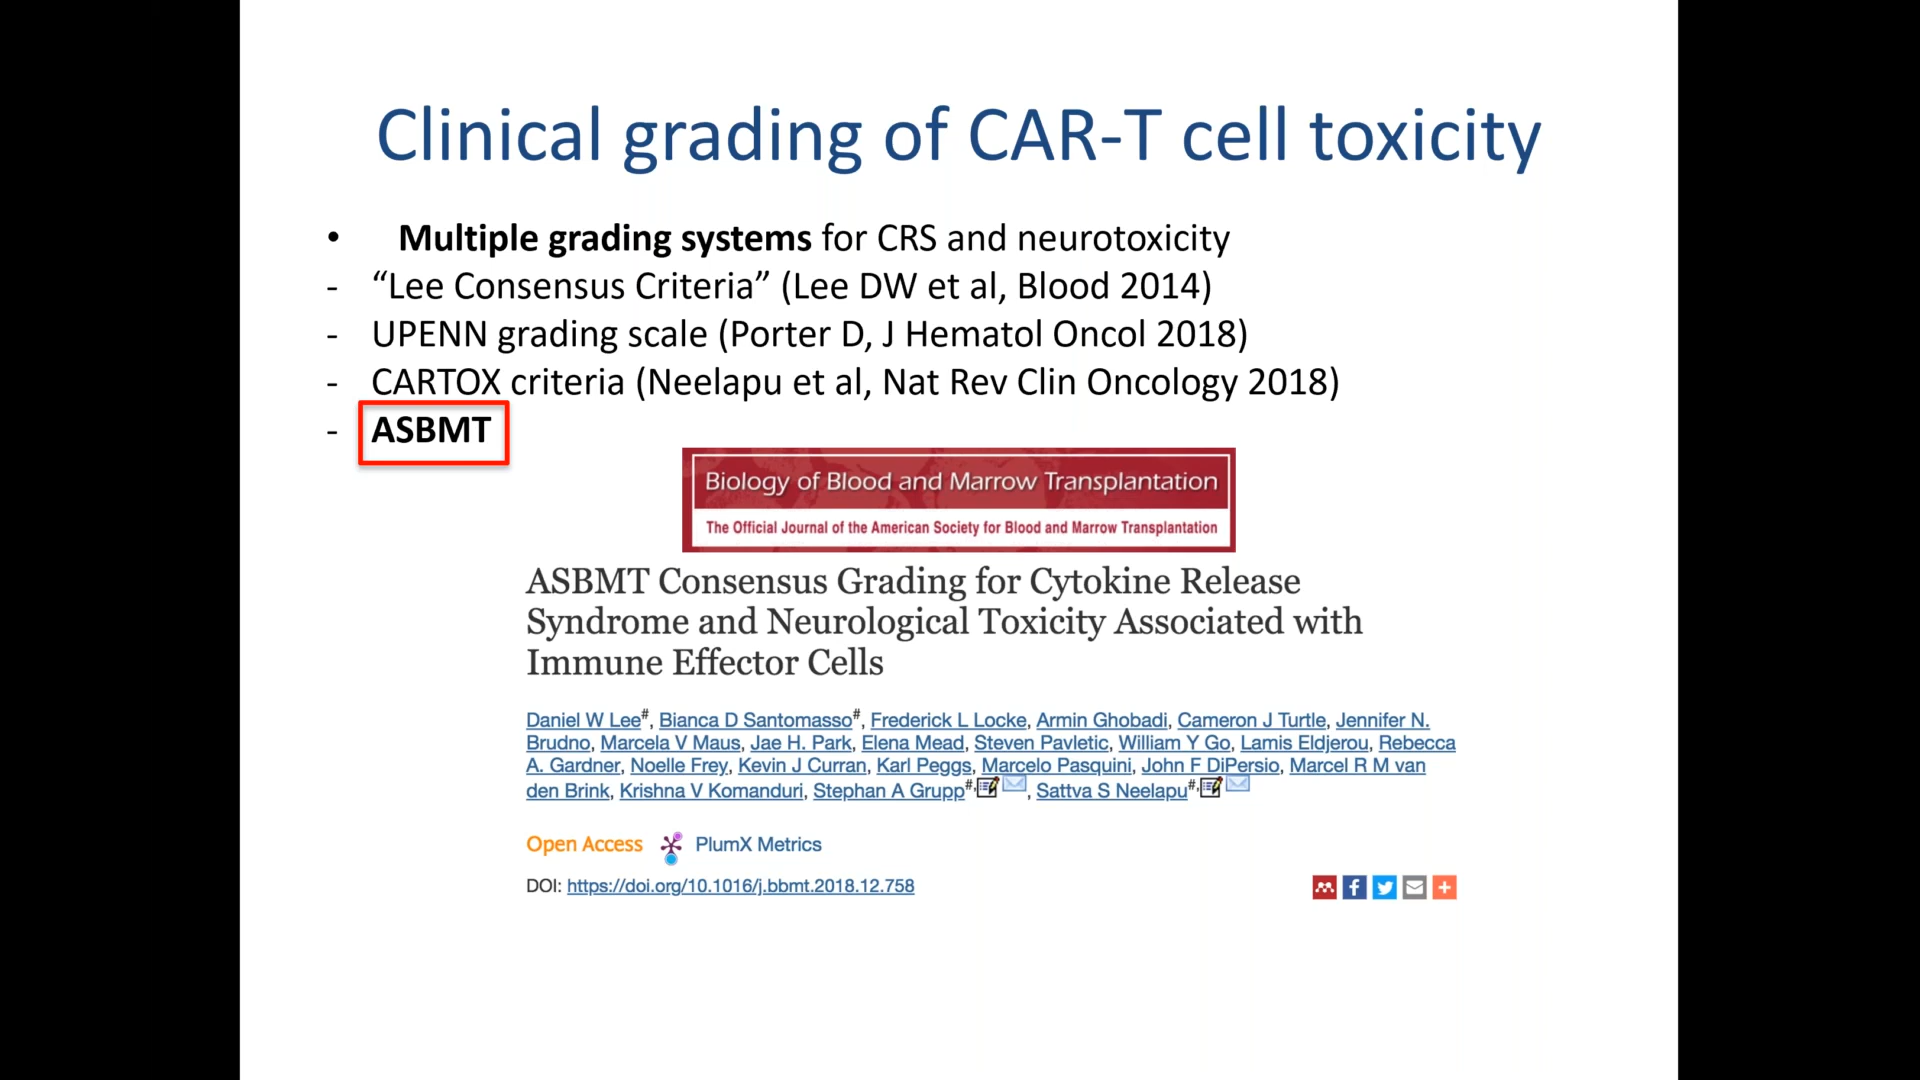 Clinical grading of CAR-T cell toxicity
• Multiple grading systems for CRS and neurotoxicity
- “Lee Consensus Criteria” (Lee DW et al, Blood 2014)
- UPENN grading scale (Porter D, J Hematol Oncol 2018)
- CARTOX criteria (Neelapu et al, Nat Rev Clin Oncology 2018)
- ASBMT
Biology of Blood and Marrow Transplantation
The Official Journal of the American Society for Blood and Marrow Transplantation
ASBMT Consensus Grading for Cytokine Release
Syndrome and Neurological Toxicity Associated with
Immune Effector Cells
Daniel W Lee#, Bianca D Santomasso#, Frederick L Locke, Armin Ghobadi, Cameron J Turtle, Jennifer N.
Brudno, Marcela V Maus, Jae H. Park, Elena Mead, Steven Pavletic, William Y Go, Lamis Eldjerou, Rebecca
A. Gardner, Noelle Frey, Kevin J Curran, Karl Peggs, Marcelo Pasquini, John F DiPersio, Marcel R M van
den Brink, Krishna V Komanduri, Stephan A Grupp#, , Sattva S Neelapu#,
Open Access PlumX Metrics
DOI: https://doi.org/10.1016/j.bbmt.2018.12.758